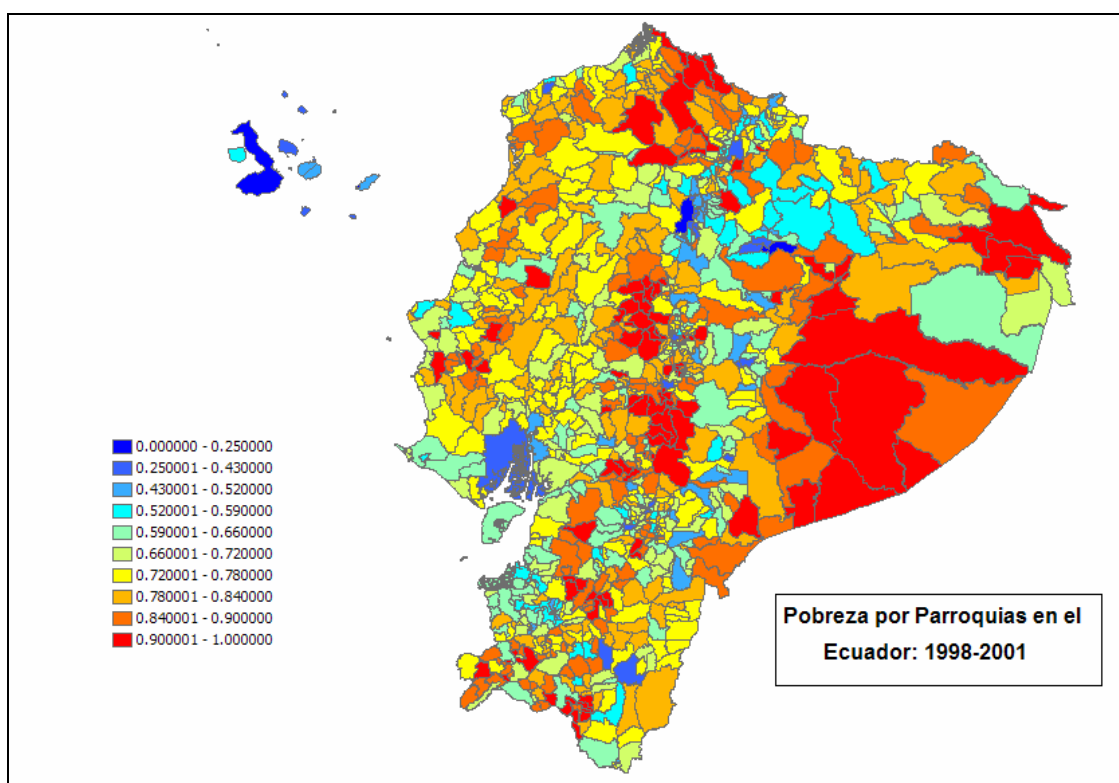 0.000000 - 0.250000
0.250001 - 0.430000
0.430001 - 0.520000
0.520001 - 0.590000
0.590001 - 0.660000
0.660001 - 0.720000
0.720001 - 0.780000
0.780001 - 0.840000
0.840001 - 0.900000
0.900001 - 1.000000
Pobreza por Parroquias en el
Ecuador: 1998-2001